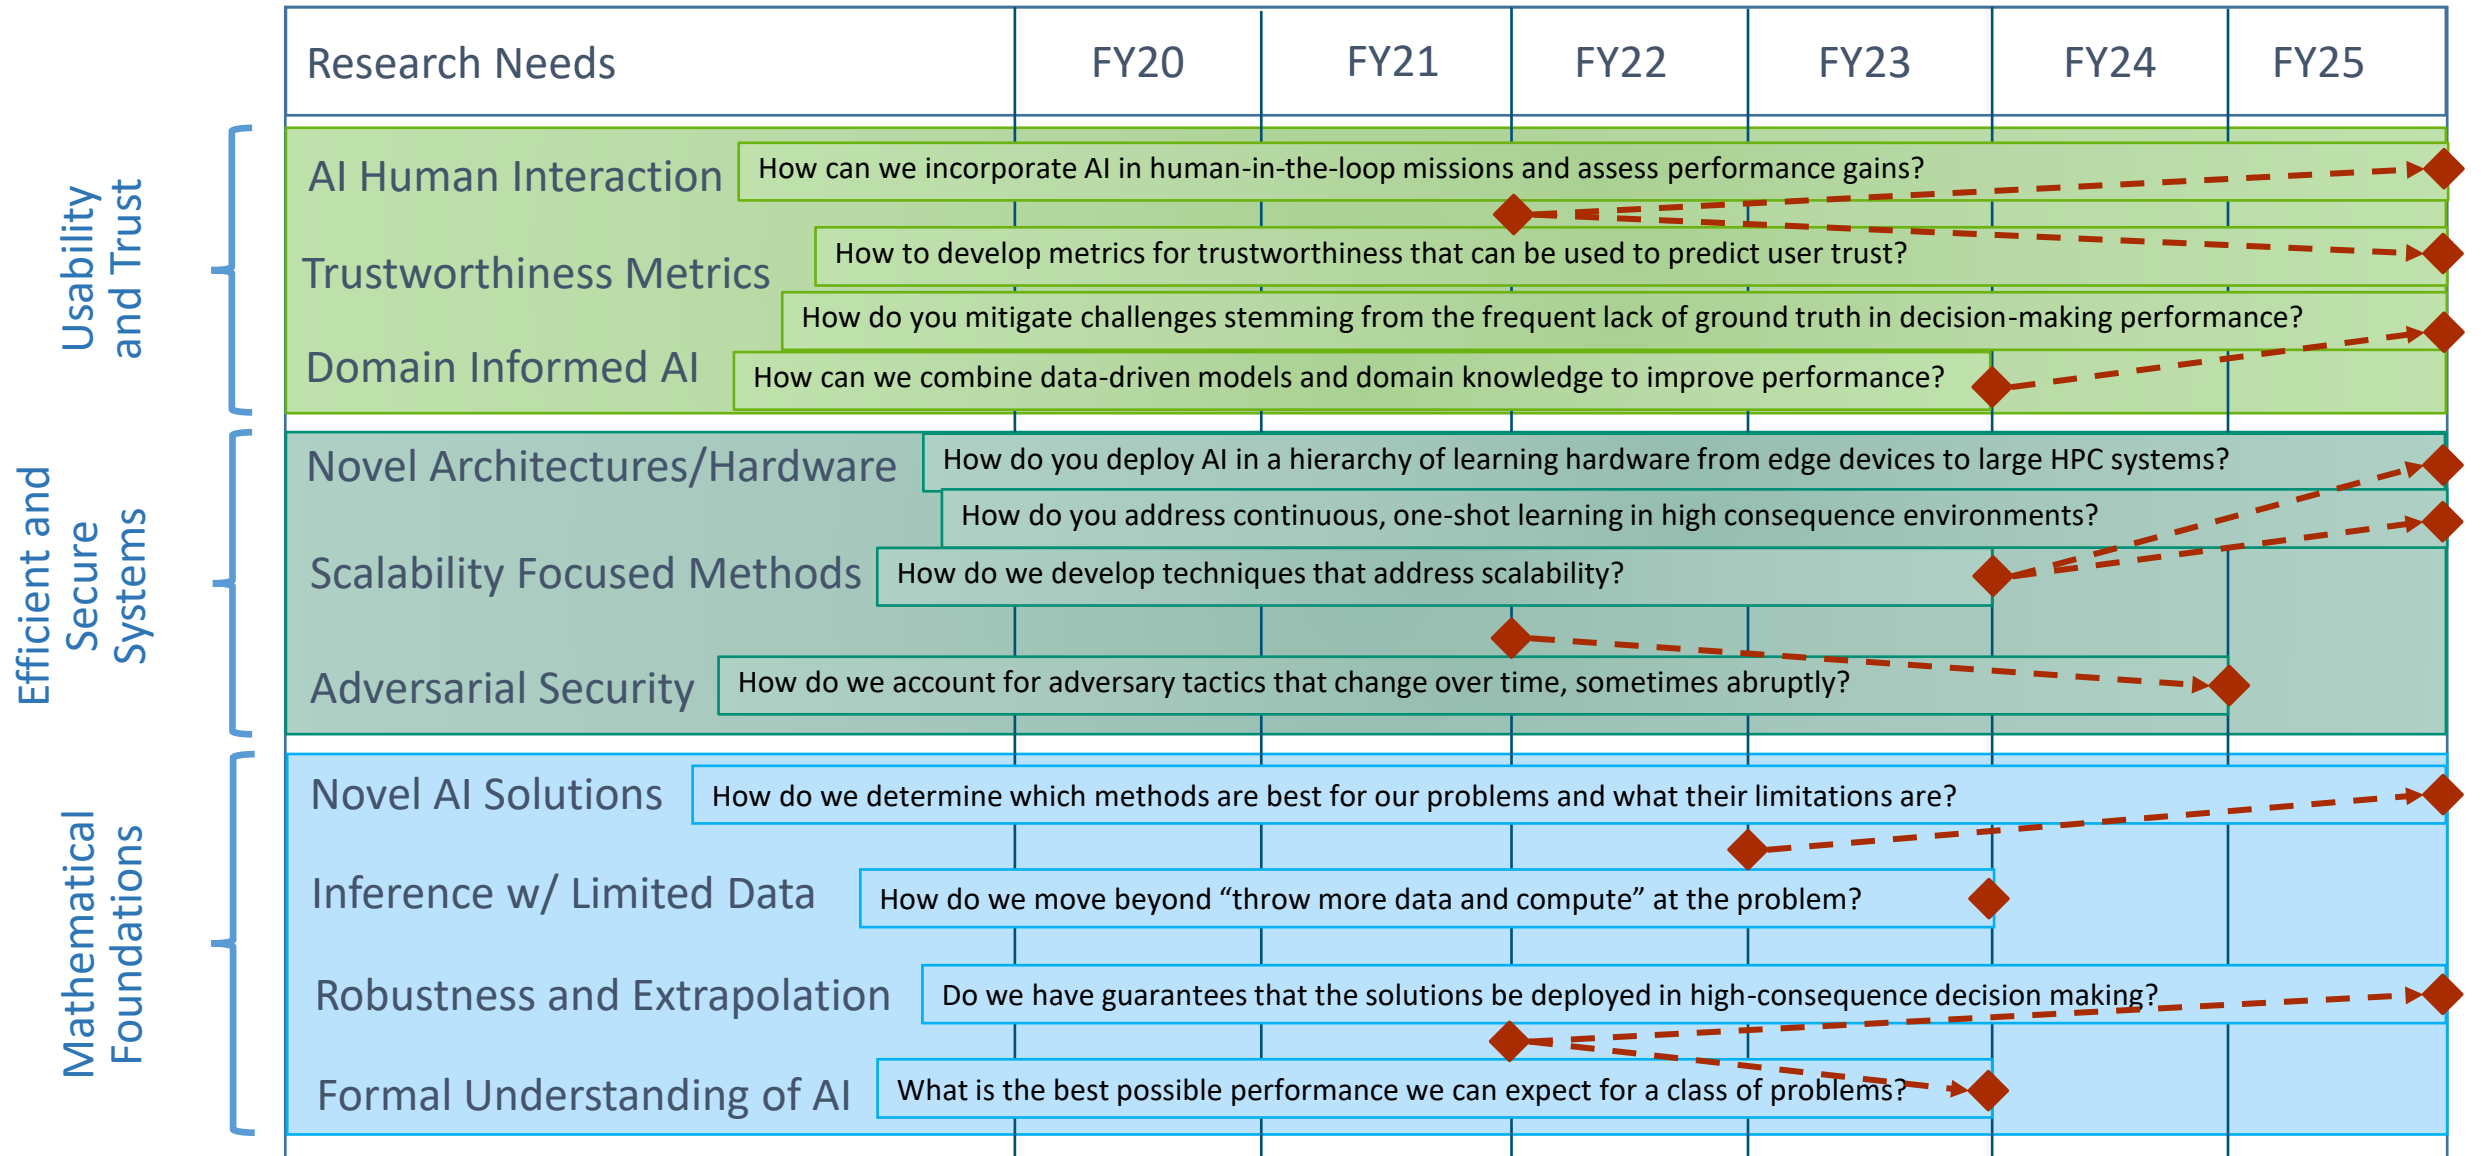 Research Needs
FY20
FY21
FY22
FY23
FY24
FY25
Usability
and Trust
AI Human Interaction
How can we incorporate AI in human-in-the-loop missions and assess performance gains?
Trustworthiness Metrics
How to develop metrics for trustworthiness that can be used to predict user trust?
How do you mitigate challenges stemming from the frequent lack of ground truth in decision-making performance?
Domain Informed AI
How can we combine data-driven models and domain knowledge to improve performance?
Efficient and
Secure
Systems
Novel Architectures/Hardware
How do you deploy AI in a hierarchy of learning hardware from edge devices to large HPC systems?
How do you address continuous, one-shot learning in high consequence environments?
Scalability Focused Methods
How do we develop techniques that address scalability?
Adversarial Security
How do we account for adversary tactics that change over time, sometimes abruptly?
Mathematical
Foundations
Novel AI Solutions
How do we determine which methods are best for our problems and what their limitations are?
Inference w/ Limited Data
How do we move beyond “throw more data and compute” at the problem?
Robustness and Extrapolation
Do we have guarantees that the solutions be deployed in high-consequence decision making?
Formal Understanding of AI
What is the best possible performance we can expect for a class of problems?